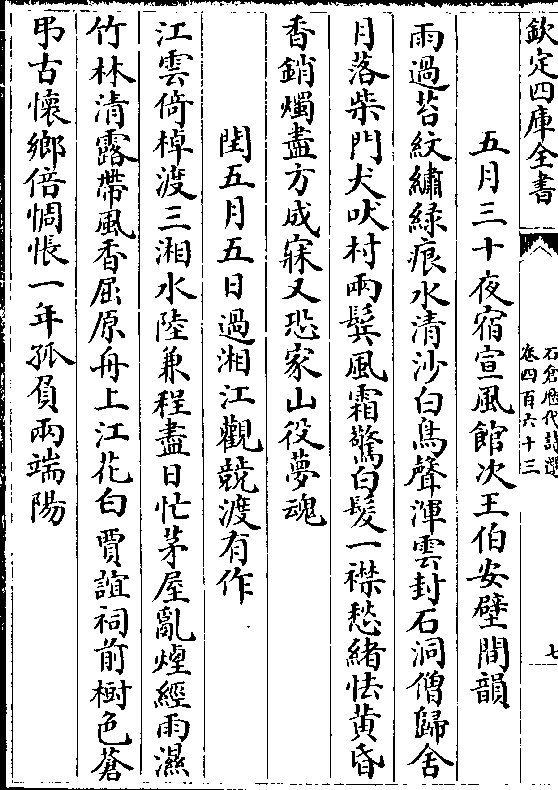 欽定四庫全書
石倉歷代詩選
卷四百六十三
七
五月三十夜宿宣風館次王伯安壁間韻
雨過苔紋繡綠痕水清沙白鳥聲渾雲封石洞僧歸舍
月落柴門犬吠村兩鬂風霜驚白髮一襟愁緒怯黄昏
香銷燭盡方成寐又恐家山役夢魂
閏五月五日過湘江觀競渡有作
江雲倚棹渡三湘水陸兼程盡日忙茅屋亂煙經雨濕
竹林清露帶風香屈原舟上江花白賈誼祠前樹色蒼
弔古懷鄉倍惆悵一年孤負兩端陽